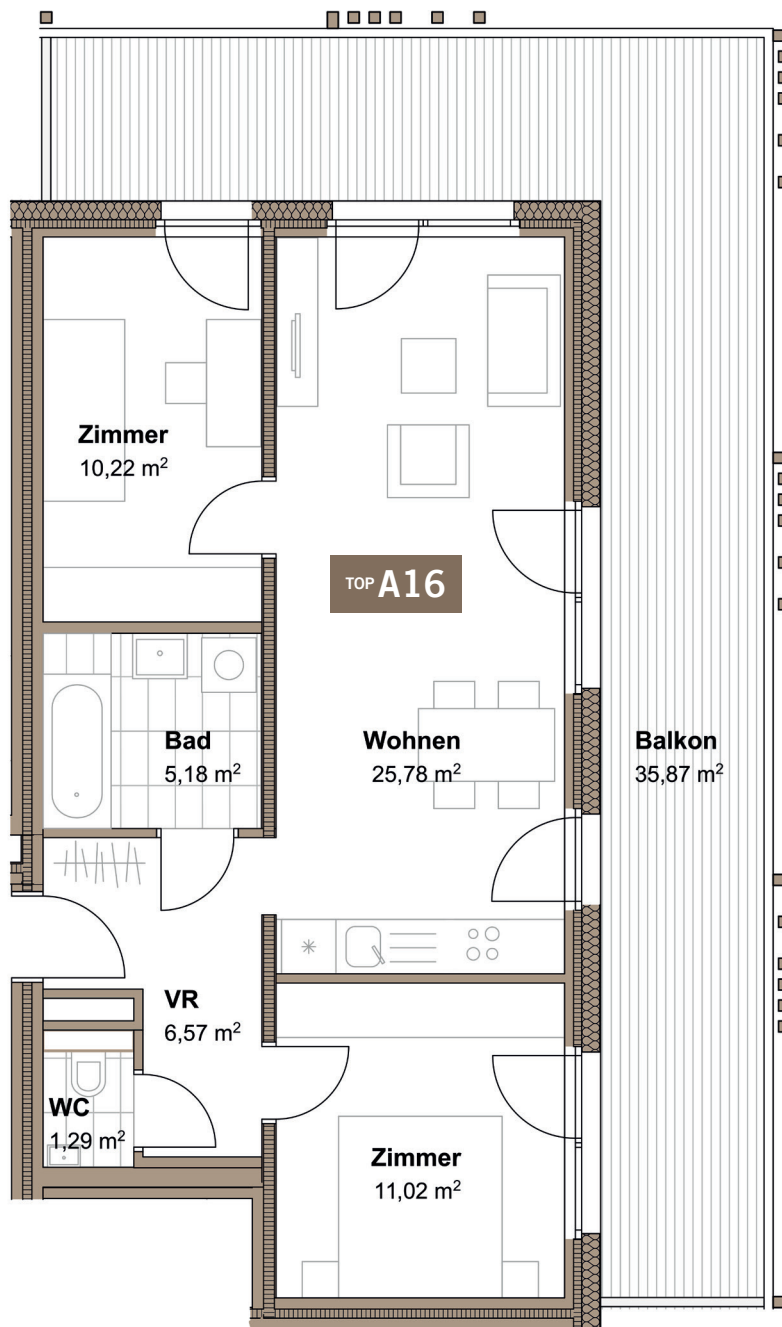 Zimmer
10,22 m²
TOP A16
Bad
5,18 m²
Wohnen
25,78 m²
Balkon
35,87 m²
VR
6,57 m²
WC
1,29 m²
Zimmer
11,02 m²